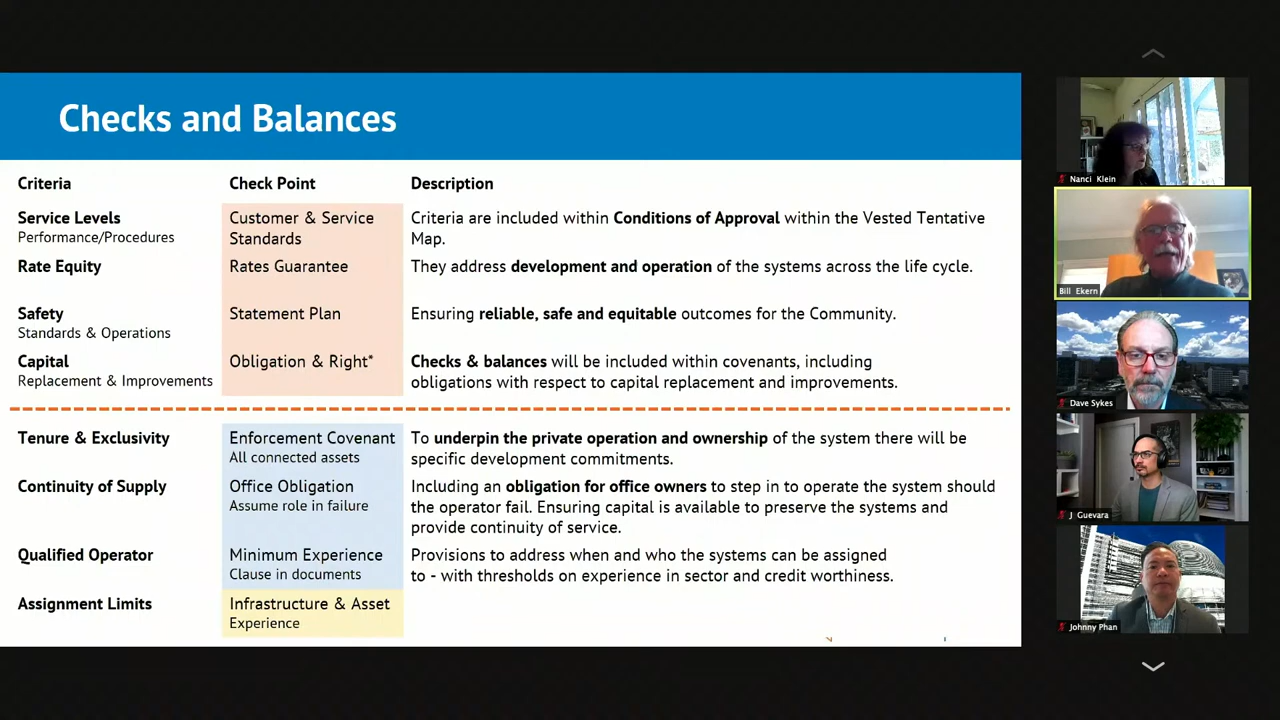 Checks and Balances
Criteria
Check Point
Description
Service Levels
Performance/Procedures
Customer & Service
Standards
Criteria are included within Conditions of Approval within the Vested Tentative
Map.
Rate Equity
Rates Guarantee
They address development and operation of the systems across the life cycle.
Safety
Standards & Operations
Statement Plan
Ensuring reliable, safe and equitable outcomes for the Community.
Capital
Replacement & Improvements
Obligation & Right*
Checks & balances will be included within covenants, including
obligations with respect to capital replacement and improvements.
Tenure & Exclusivity
Enforcement Covenant
All connected assets
To underpin the private operation and ownership of the system there will be
specific development commitments.
Continuity of Supply
Office Obligation
Assume role in failure
Including an obligation for office owners to step in to operate the system should
the operator fail. Ensuring capital is available to preserve the systems and
provide continuity of service.
Qualified Operator
Minimum Experience
Clause in documents
Provisions to address when and who the systems can be assigned
to - with thresholds on experience in sector and credit worthiness.
Assignment Limits
Infrastructure & Asset
Experience
Nanci Klein
Bill Ekern
Dave Sykes
J Guevara
Johnny Phan